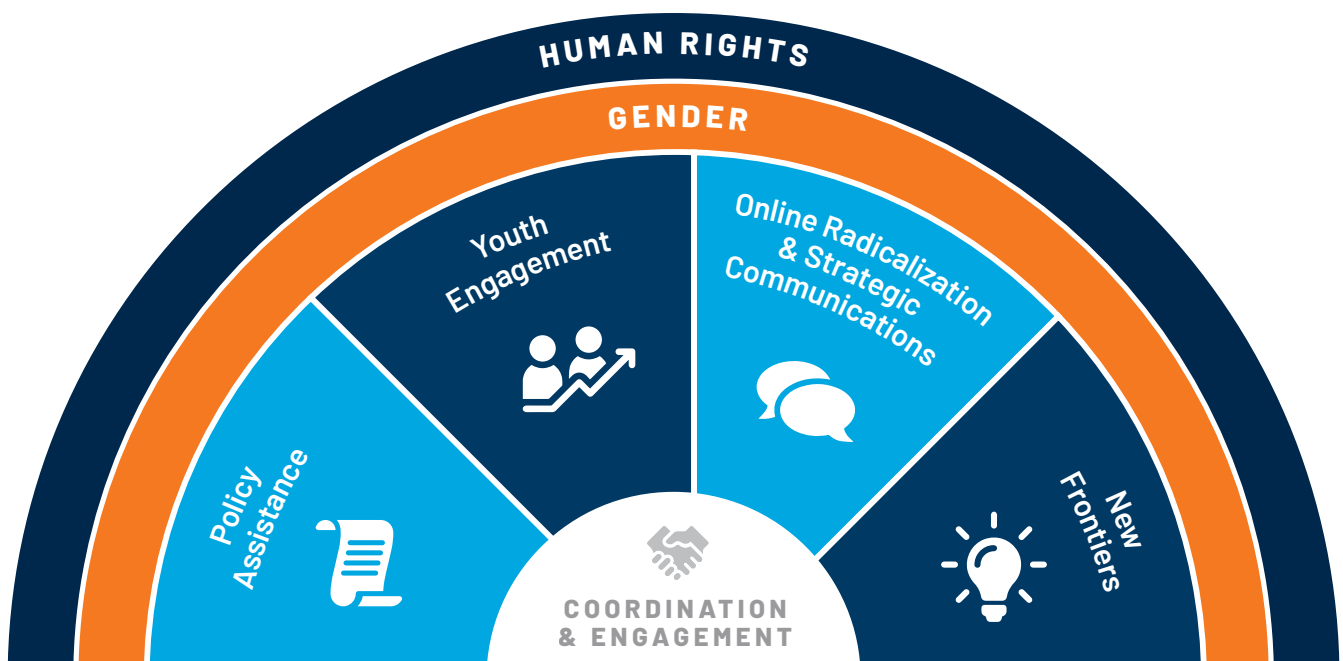 HUMAN RIGHTS
GENDER
Youth
Engagement
Online Radicalization
& Strategic
Communications
Policy
Assistance
New
Frontiers
COORDINATION
& ENGAGEMENT